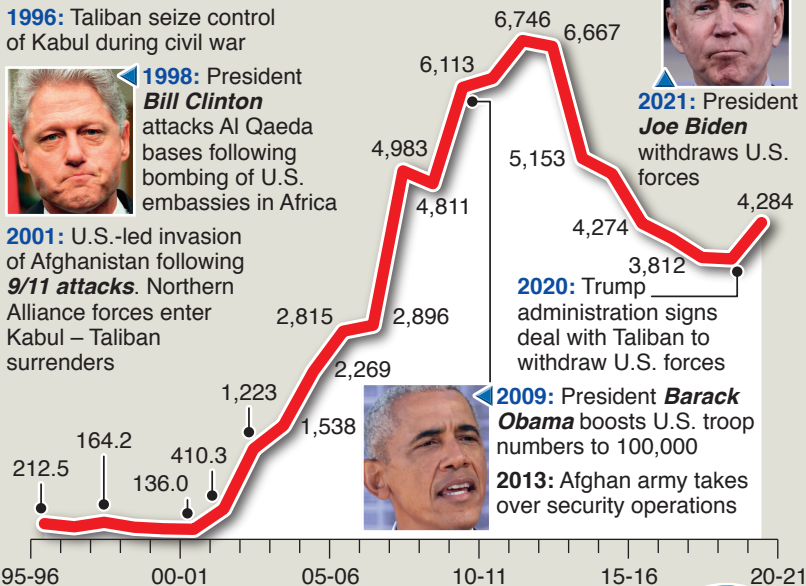 1996: Taliban seize control
of Kabul during civil war
1998: President
Bill Clinton
attacks Al Qaeda
bases following
bombing of U.S.
embassies in Africa
2001: U.S.-led invasion
of Afghanistan following
9/11 attacks. Northern
Alliance forces enter
Kabul – Taliban
surrenders
212.5
164.2
136.0
410.3
1,223
1,538
2,269
2,815
2,896
4,983
4,811
6,113
6,746
6,667
5,153
4,274
3,812
4,284
2021: President
Joe Biden
withdraws U.S.
forces
2020: Trump
administration signs
deal with Taliban to
withdraw U.S. forces
2009: President Barack
Obama boosts U.S. troop
numbers to 100,000
2013: Afghan army takes
over security operations
95-96
00-01
05-06
10-11
15-16
20-21